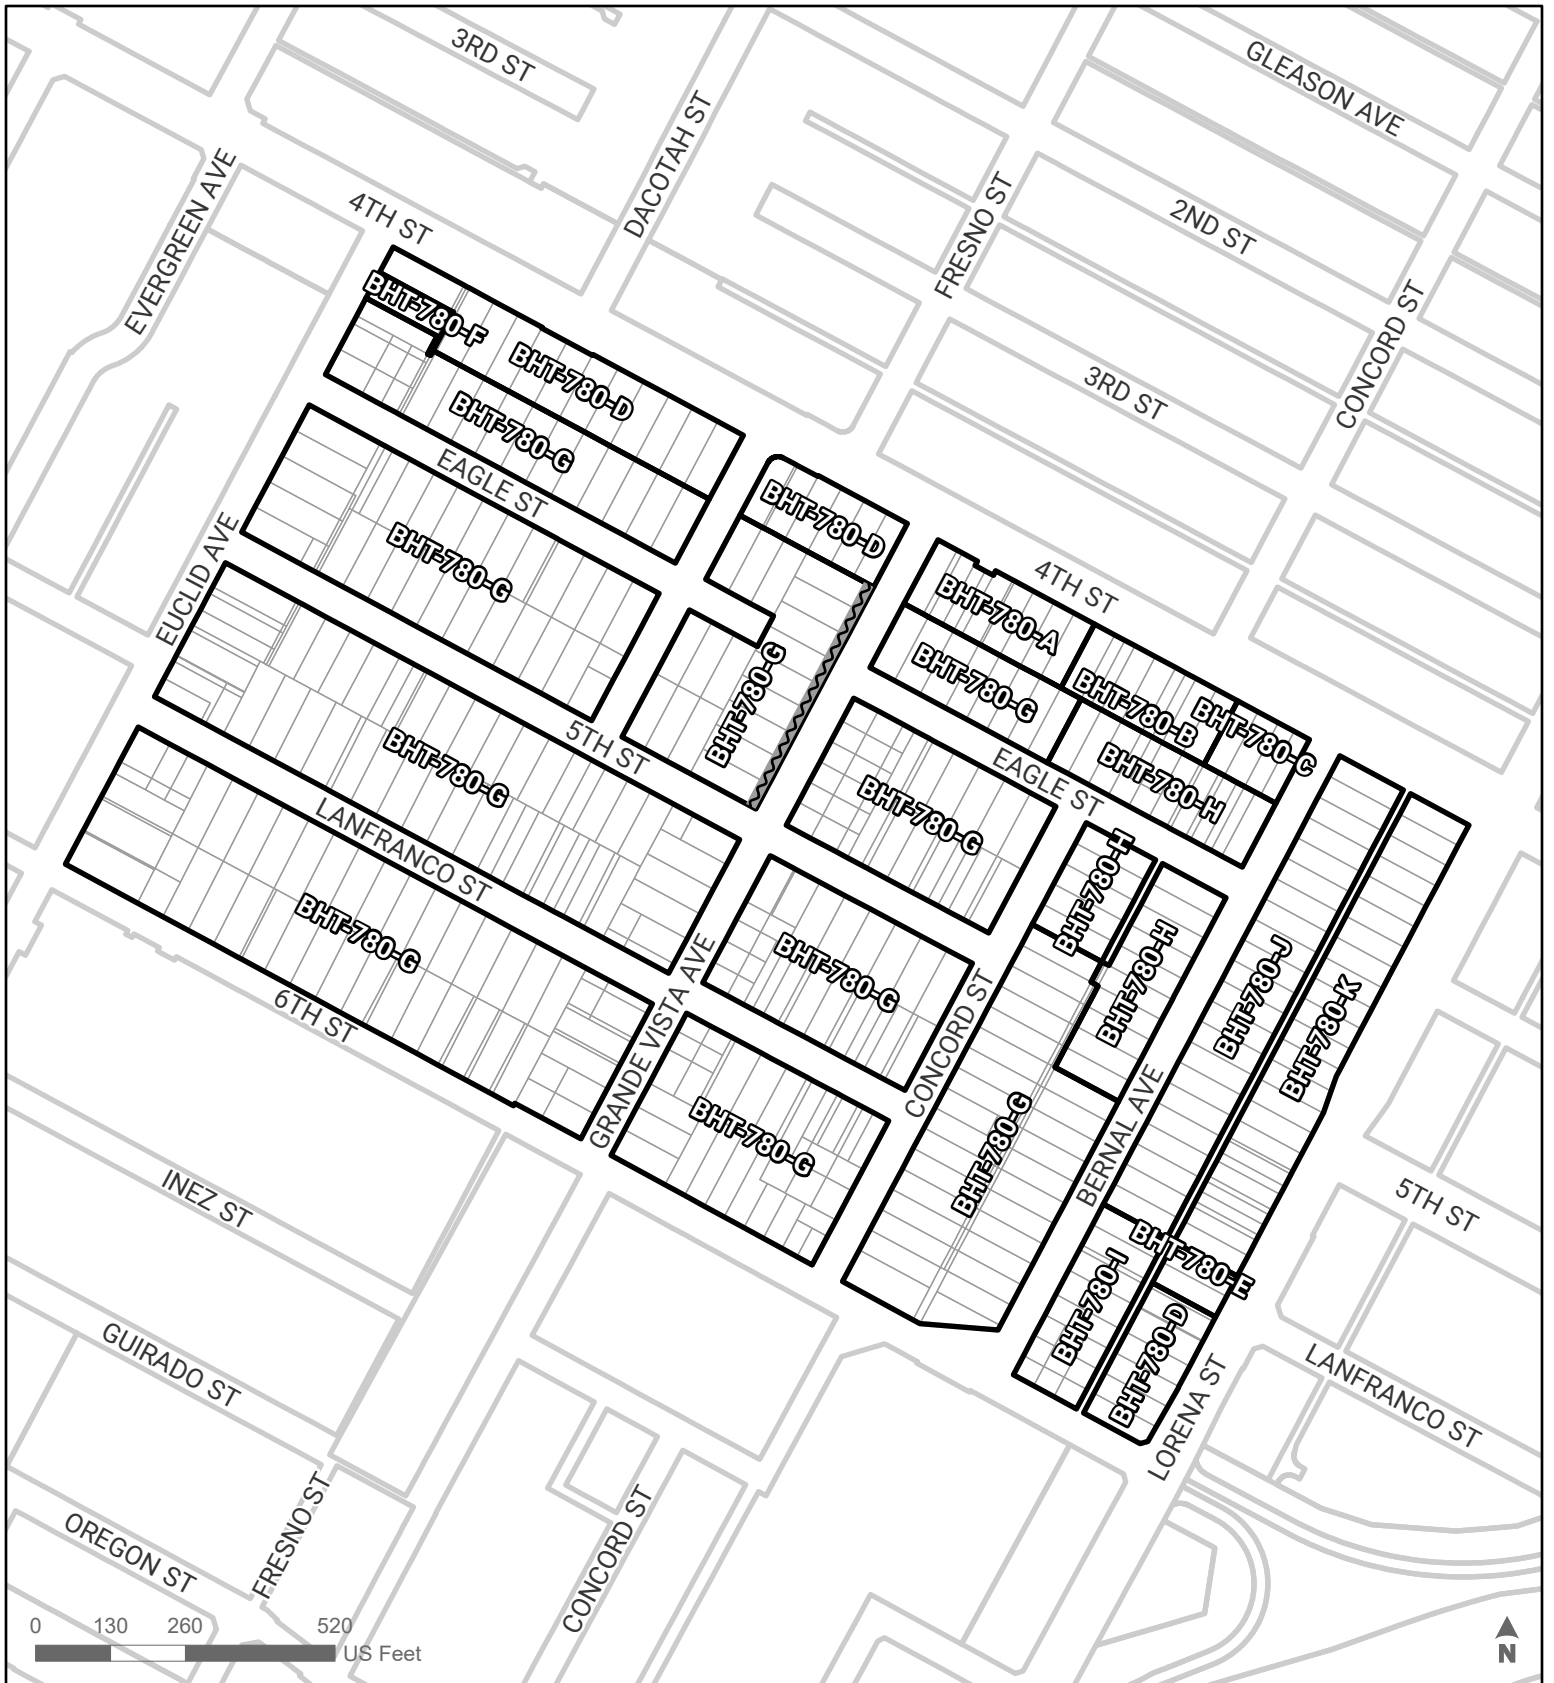 3RD ST
GLEASON AVE
DACOTAH ST
EVERGREEN AVE
4TH ST
FRESNO ST
2ND ST
CONCORD ST
3RD ST
BHT-780-F
BHT-780-D
BHT-780-G
EAGLE ST
BHT-780-D
BHT-780-G
EUCLID AVE
4TH ST
BHT-780-A
BHT-780-G
BHT-780-B
BHT-780-C
BHT-780-G
5TH ST
BHT-780-G
EAGLE ST
BHT-780-H
BHT-780-G
LANFRANCO ST
BHT-780-G
BHT-780-H
BHT-780-G
BHT-780-G
BHT-780-H
BHT-780-J
BHT-780-K
6TH ST
GRANDE VISTA AVE
CONCORD ST
BHT-780-G
BHT-780-G
BERNAL AVE
INEZ ST
5TH ST
BHT-780-E
BHT-780-I
BHT-780-D
GUIRADO ST
LORENA ST
LANFRANCO ST
OREGON ST
FRESNO ST
CONCORD ST
0 130 260 520
US Feet
N